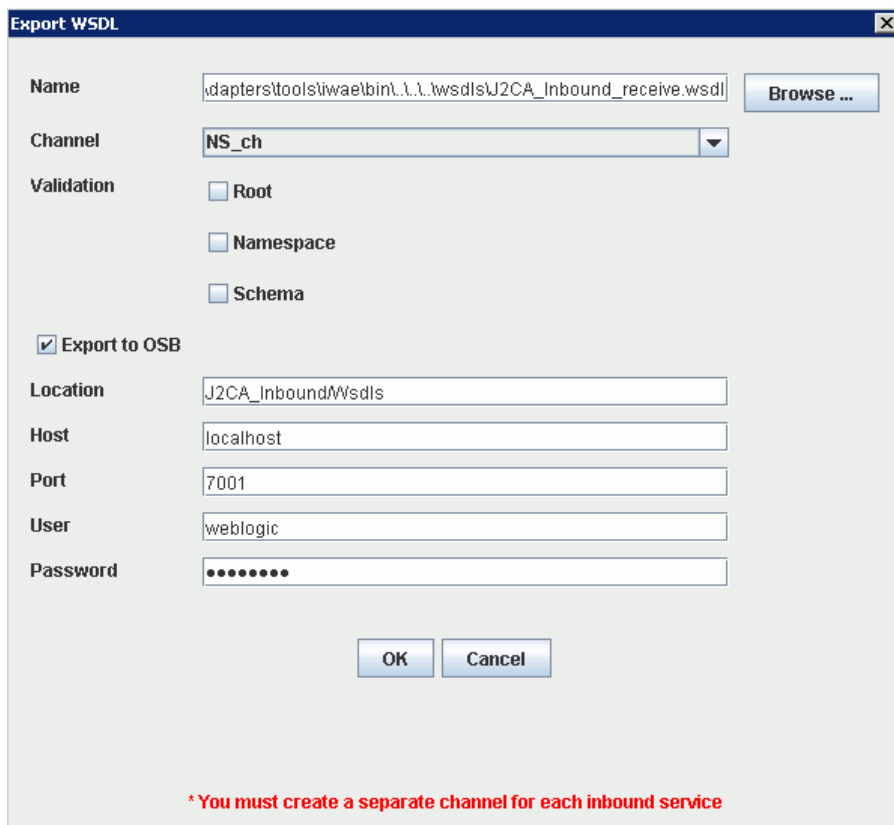 Export WSDL
Name
\dapters\tools\iwae\bin\..\..\..\wsdls\J2CA_Inbound_receive.wsdl
Browse ...
Channel
NS_ch
Validation
Root
Namespace
Schema
Export to OSB
Location
J2CA_Inbound/Wsdls
Host
localhost
Port
7001
User
weblogic
Password
OK
Cancel
* You must create a separate channel for each inbound service